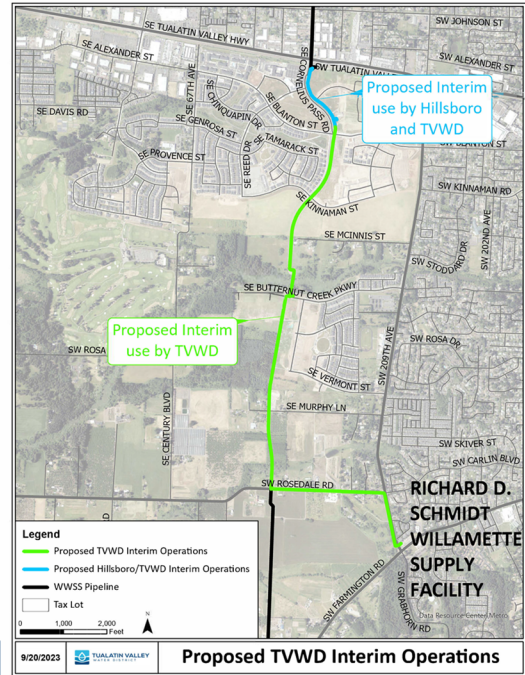 SE TUALATIN VALLEY HWY
SW JOHNSON ST
SE ALEXANDER ST
SW ALEXANDER ST
SE CORNELIUS PASS RD
SW TUALATIN VALLEY
Proposed Interim
use by Hillsboro
and TVWD
SE 67TH AVE
SE CHINQUAPIN DR
SE BLANTON ST
SE DAVIS RD
SE GENROSA ST
SE TAMARACK ST
SE REED DR
SE PROVENCE ST
SE KINNAMAN ST
SW KINNAMAN RD
SW 202ND AVE
SE MCINNIS ST
SW STODDARD DR
SE BUTTERNUT CREEK PKWY
Proposed Interim
use by TVWD
SW ROSA
SW 209TH AVE
SW ROSA DR
SE VERMONT ST
SE CENTURY BLVD
SE MURPHY LN
SW SKIVER ST
SW CARLIN BLVD
SW ROSEDALE RD
RICHARD D.
SCHMIDT
WILLAMETTE
SUPPLY
FACILITY
SW FARMINGTON RD
SW GRABHORN RD
Data Resource Center/Metro
Legend
Proposed TVWD Interim Operations
Proposed Hillsboro/TVWD Interim Operations
WWSS Pipeline
Tax Lot
N
0 1,000 2,000
Feet
9/20/2023
TUALATIN VALLEY
WATER DISTRICT
Proposed TVWD Interim Operations